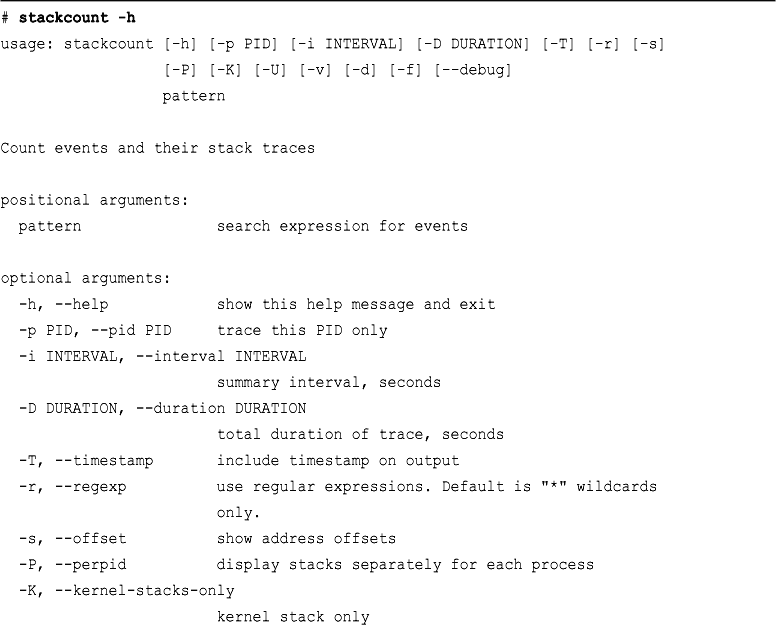 # stackcount -h
usage: stackcount [-h] [-p PID] [-i INTERVAL] [-D DURATION] [-T] [-r] [-s]
                  [-P] [-K] [-U] [-v] [-d] [-f] [--debug]
                  pattern

Count events and their stack traces

positional arguments:
  pattern               search expression for events

optional arguments:
  -h, --help            show this help message and exit
  -p PID, --pid PID     trace this PID only
  -i INTERVAL, --interval INTERVAL
                        summary interval, seconds
  -D DURATION, --duration DURATION
                        total duration of trace, seconds
  -T, --timestamp       include timestamp on output
  -r, --regexp          use regular expressions. Default is "*" wildcards
                        only.
  -s, --offset          show address offsets
  -P, --perpid          display stacks separately for each process
  -K, --kernel-stacks-only
                        kernel stack only